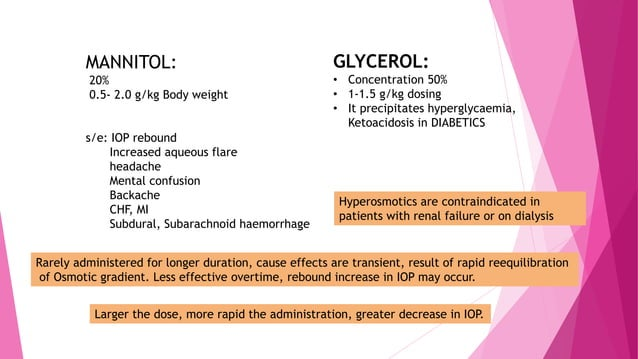 MANNITOL:
20%
0.5- 2.0 g/kg Body weight
s/e: IOP rebound
Increased aqueous flare
headache
Mental confusion
Backache
CHF, MI
Subdural, Subarachnoid haemorrhage
GLYCEROL:
• Concentration 50%
• 1-1.5 g/kg dosing
• It precipitates hyperglycaemia,
Ketoacidosis in DIABETICS
Hyperosmotics are contraindicated in
patients with renal failure or on dialysis
Rarely administered for longer duration, cause effects are transient, result of rapid reequilibration
of Osmotic gradient. Less effective overtime, rebound increase in IOP may occur.
Larger the dose, more rapid the administration, greater decrease in IOP.